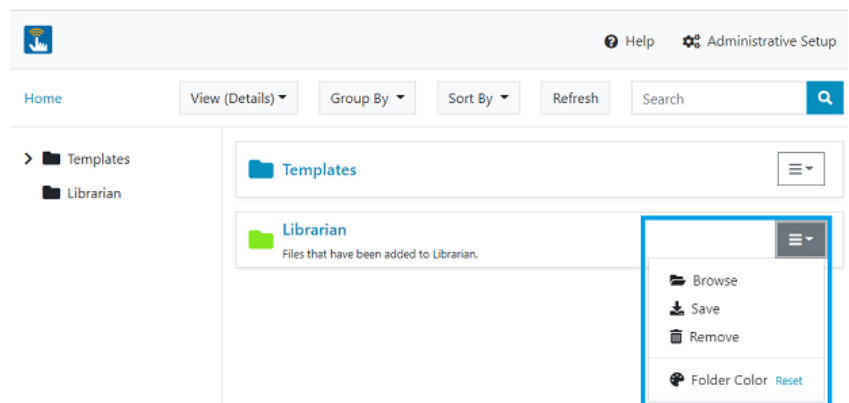 Help Administrative Setup
Home View (Details) Group By Sort By Refresh Search
Templates
Librarian
Templates
Librarian
Files that have been added to Librarian.
Browse
Save
Remove
Folder Color Reset